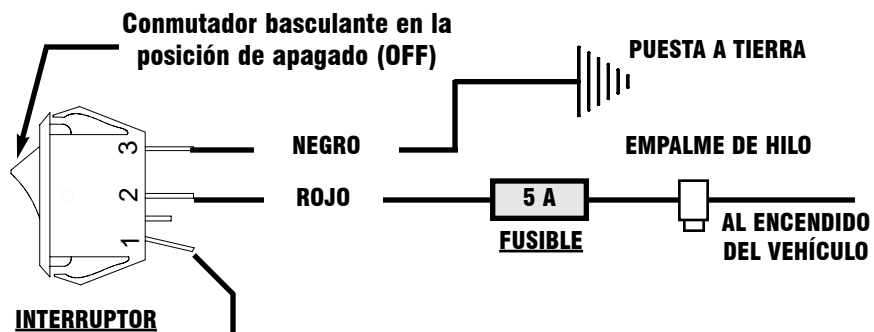 Conmutador basculante en la
posición de apagado (OFF)
PUESTA A TIERRA
3
NEGRO
EMPALME DE HILO
2
ROJO
5 A
FUSIBLE
1
AL ENCENDIDO
DEL VEHÍCULO
INTERRUPTOR